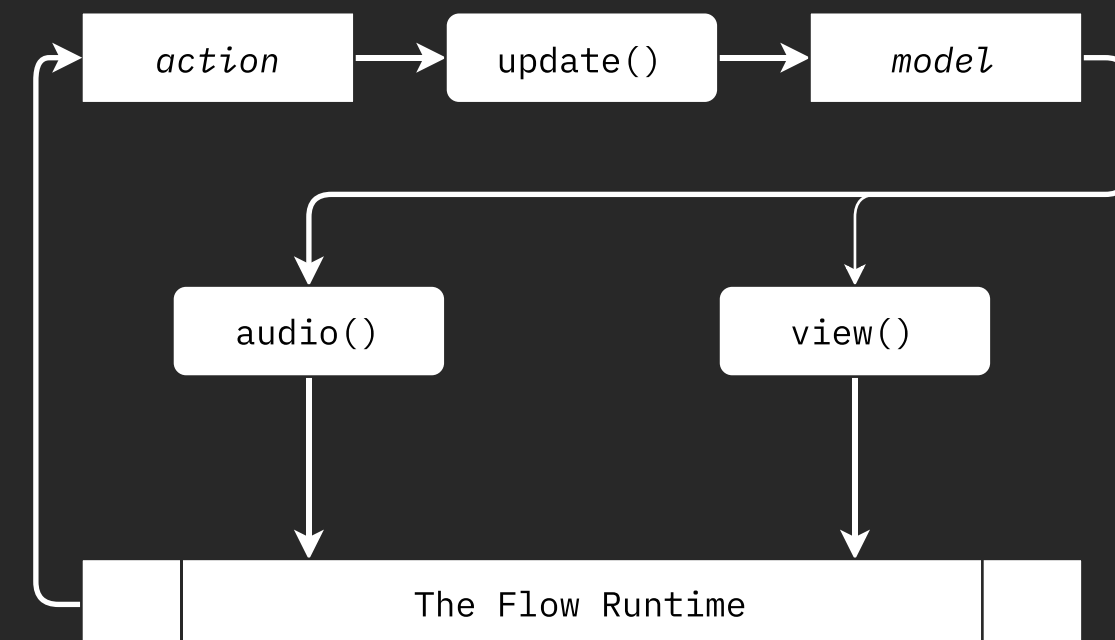 action
update()
model
audio()
view()
The Flow Runtime